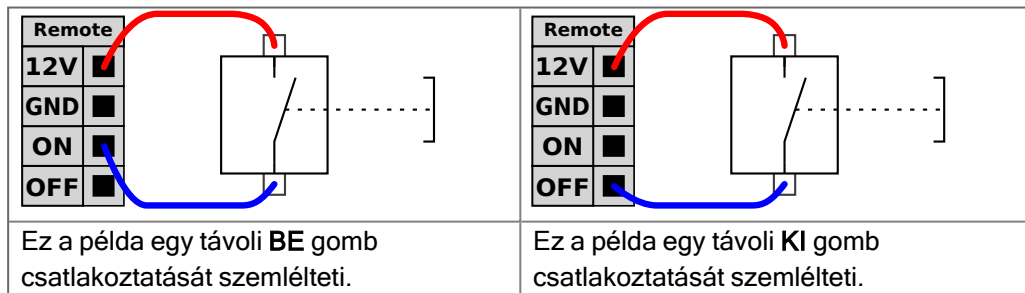 Remote
12V
GND
ON
OFF
Remote
12V
GND
ON
OFF
Ez a példa egy távoli BE gomb
csatlakoztatását szemlélteti.
Ez a példa egy távoli KI gomb
csatlakoztatását szemlélteti.